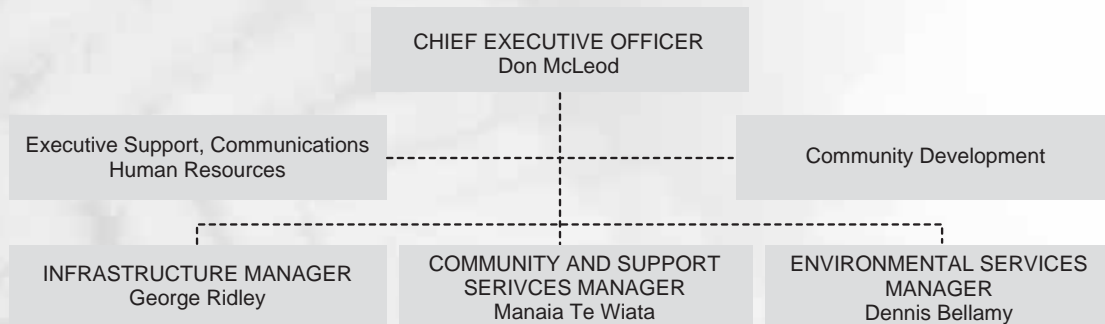 CHIEF EXECUTIVE OFFICER
Don McLeod
Executive Support, Communications
Human Resources
Community Development
INFRASTRUCTURE MANAGER
George Ridley
COMMUNITY AND SUPPORT
SERIVCES MANAGER
Manaia Te Wiata
ENVIRONMENTAL SERVICES
MANAGER
Dennis Bellamy